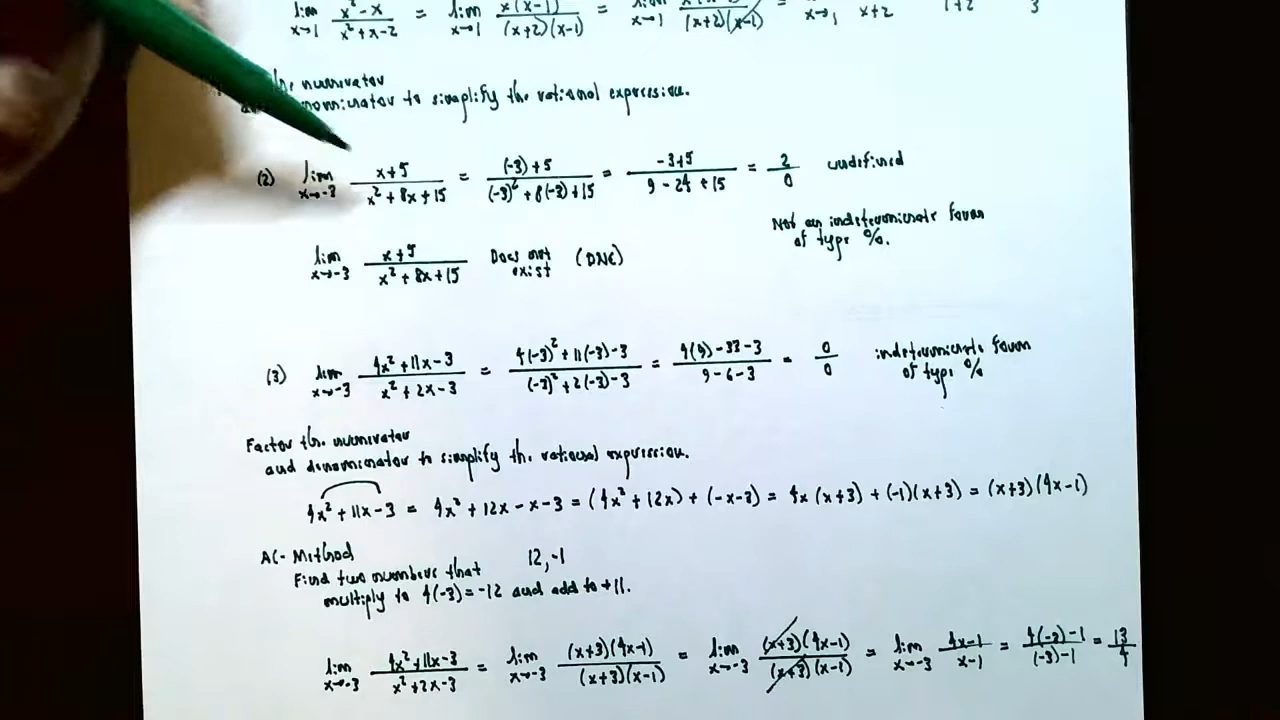 lim x→1 x²-x / x²+x-2 = lim x→1 x(x-1) / (x+2)(x-1) = (x+2)(x-1) = x→1 x+2 1+2 3
numerator
to simplify the rational expression.
(2) lim x→-3 x+5 / x²+8x+15 = (-3)+5 / (-3)²+8(-3)+15 = -3+5 / 9-24+15 = 2/0 undefined
Not an indeterminate form
of type %.
lim x→-3 x+5 / x²+8x+15 Does not exist (DNE)
(3) lim x→-3 4x²+11x-3 / x²+2x-3 = 4(-3)²+11(-3)-3 / (-3)²+2(-3)-3 = 4(9)-33-3 / 9-6-3 = 0/0 indeterminate form
of type %
Factor the numerator
and denominator to simplify the rational expression.
4x²+11x-3 = 4x²+12x-x-3 = (4x²+12x)+(-x-3) = 4x(x+3)+(-1)(x+3) = (x+3)(4x-1)
AC-Method
Find two numbers that 12,-1
multiply to 4(-3)=-12 and add to +11.
lim x→-3 4x²+11x-3 / x²+2x-3 = lim x→-3 (x+3)(4x-1) / (x+3)(x-1) = lim x→-3 (x+3)(4x-1) / (x+3)(x-1) = lim x→-3 4x-1 / x-1 = 4(-3)-1 / (-3)-1 = 13/4